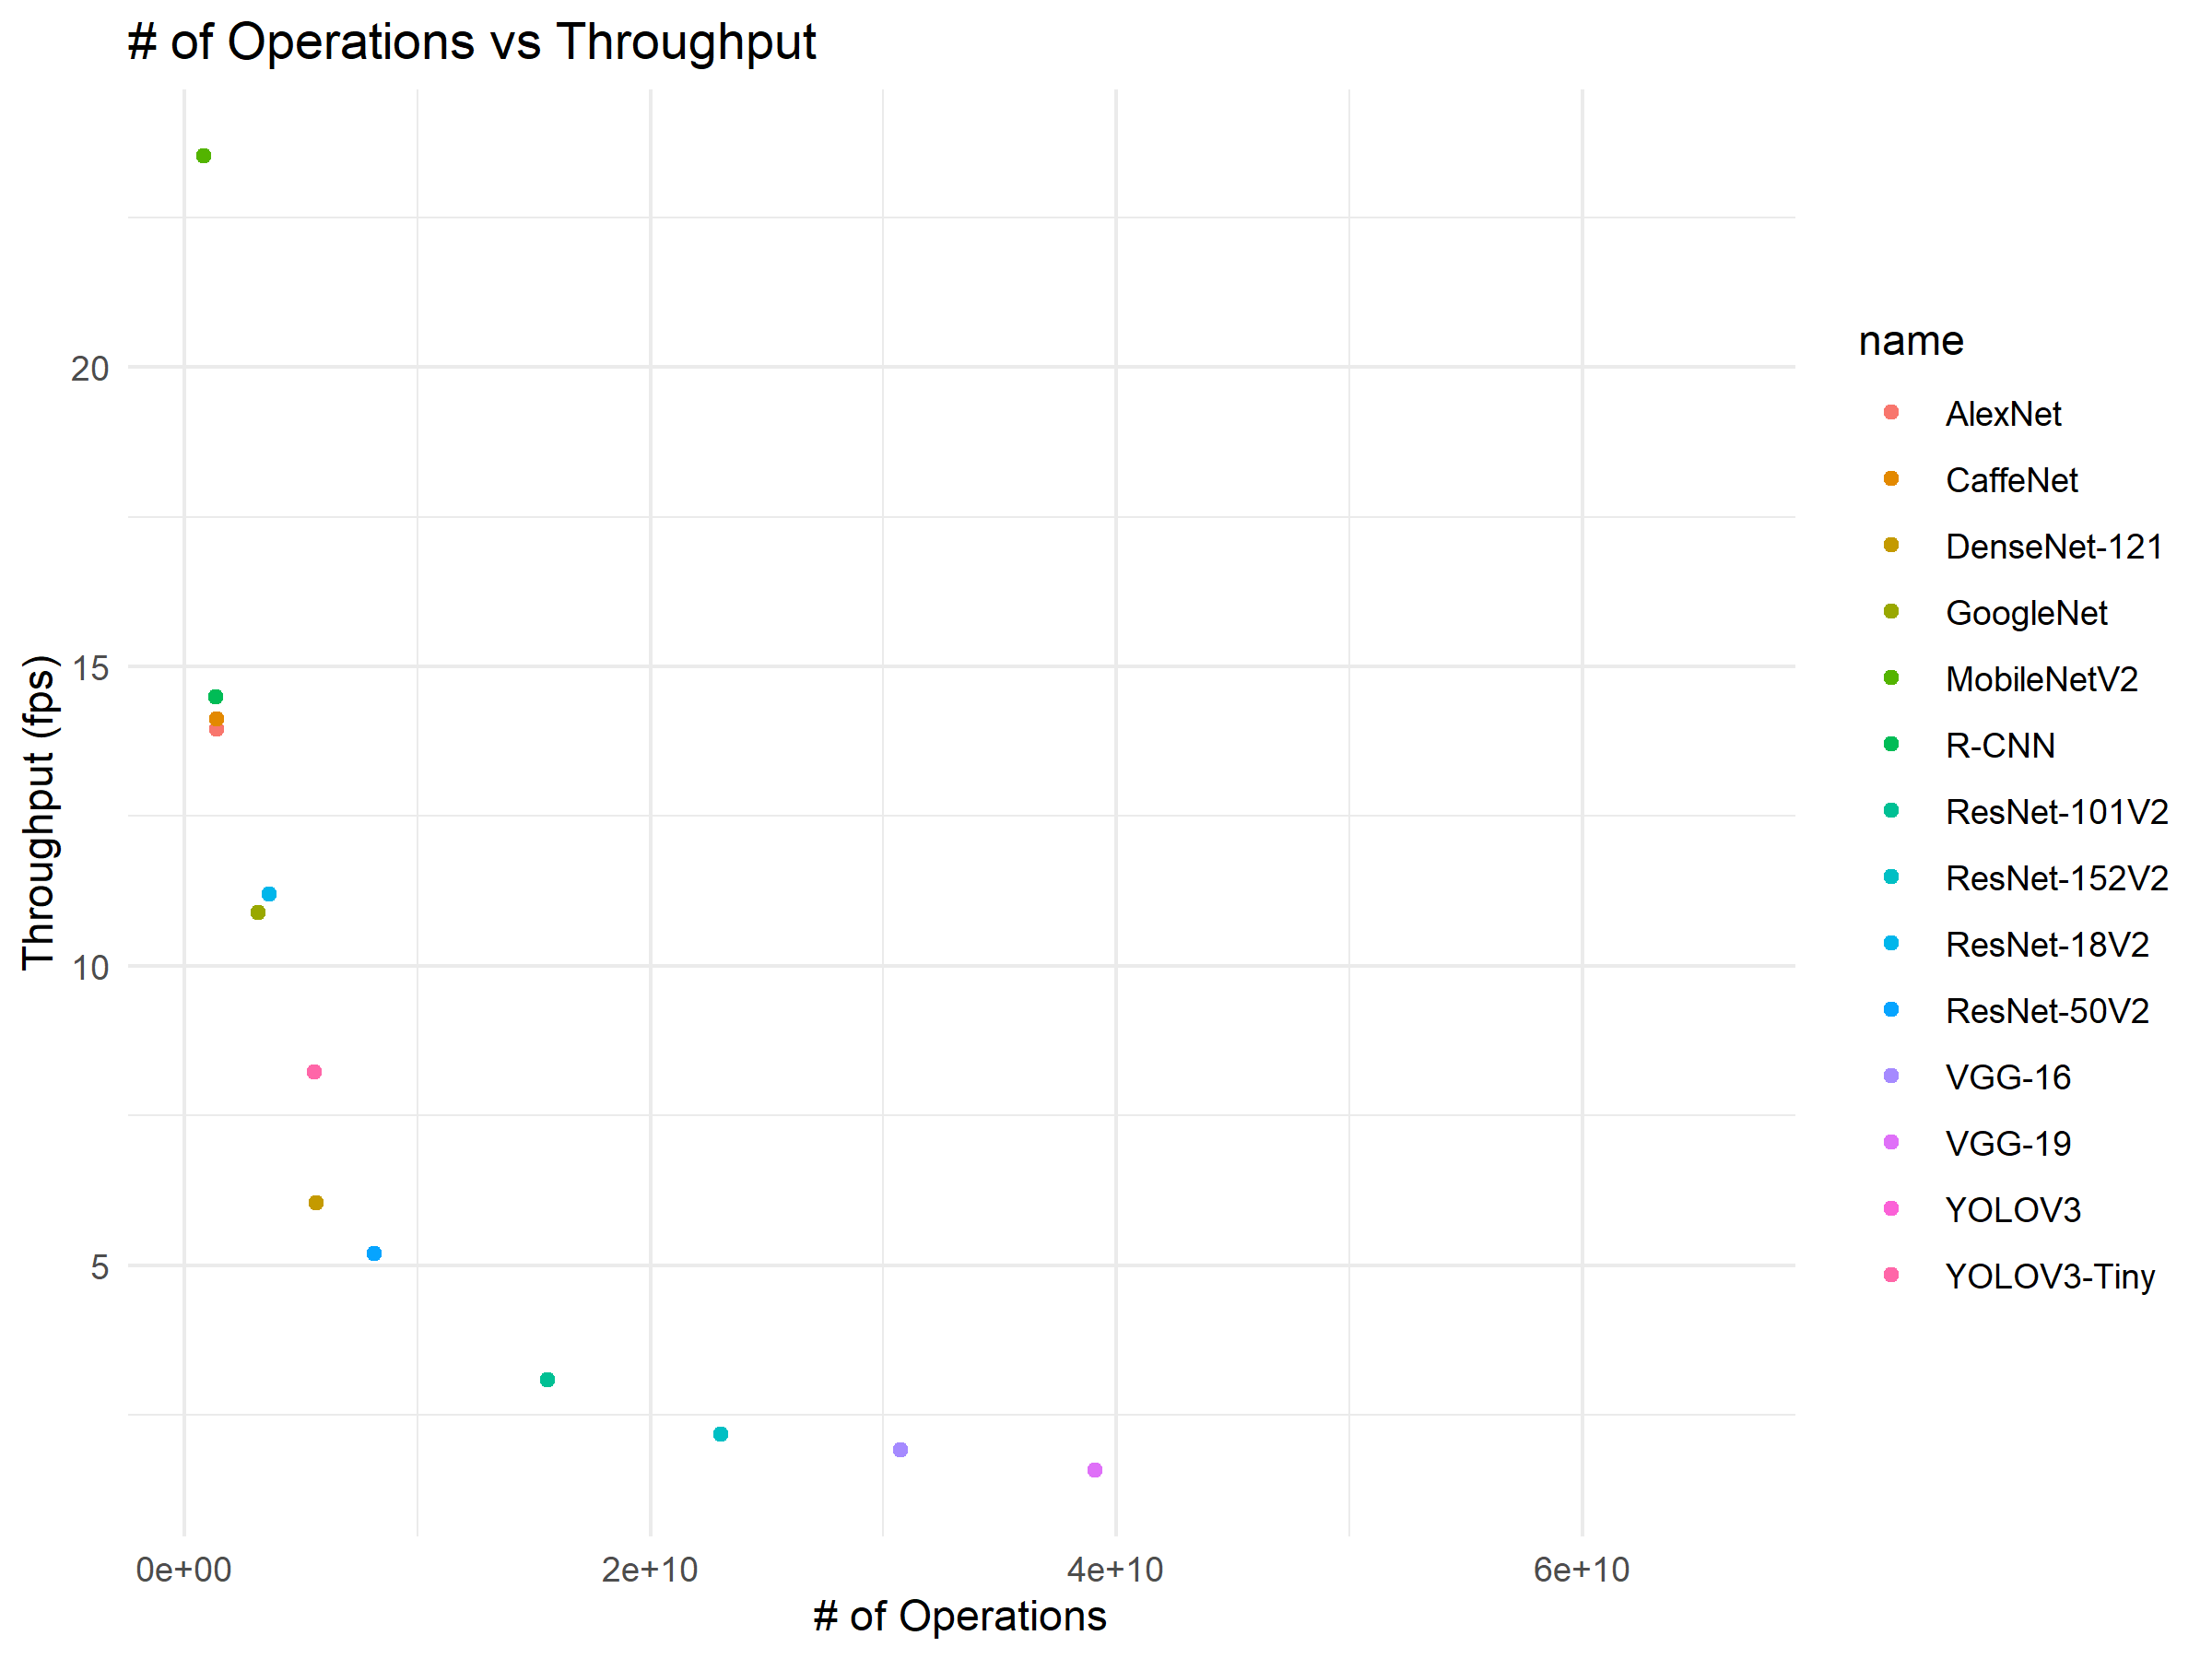 # of Operations vs Throughput
Throughput (fps)
20
15
10
5
0e+00
2e+10
4e+10
6e+10
# of Operations
name
AlexNet
CaffeNet
DenseNet-121
GoogleNet
MobileNetV2
R-CNN
ResNet-101V2
ResNet-152V2
ResNet-18V2
ResNet-50V2
VGG-16
VGG-19
YOLOV3
YOLOV3-Tiny